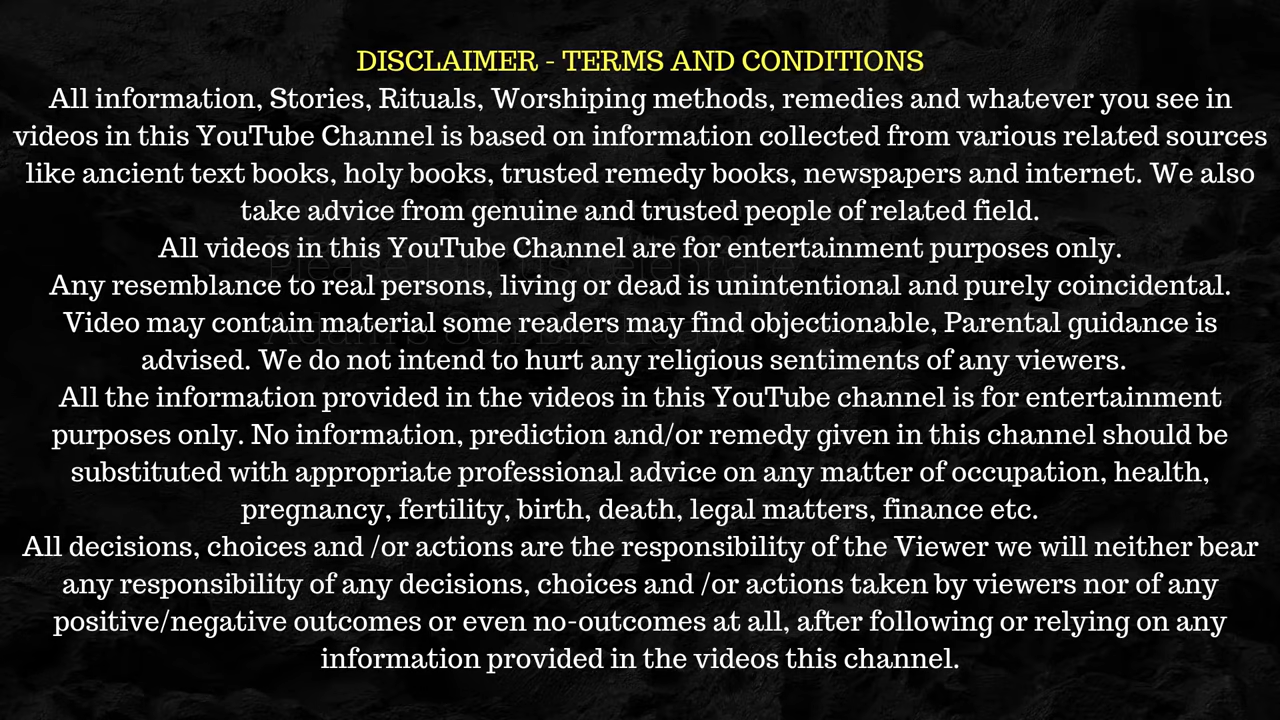 DISCLAIMER - TERMS AND CONDITIONS
All information, Stories, Rituals, Worshiping methods, remedies and whatever you see in
videos in this YouTube Channel is based on information collected from various related sources
like ancient text books, holy books, trusted remedy books, newspapers and internet. We also
take advice from genuine and trusted people of related field.
All videos in this YouTube Channel are for entertainment purposes only.
Any resemblance to real persons, living or dead is unintentional and purely coincidental.
Video may contain material some readers may find objectionable, Parental guidance is
advised. We do not intend to hurt any religious sentiments of any viewers.
All the information provided in the videos in this YouTube channel is for entertainment
purposes only. No information, prediction and/or remedy given in this channel should be
substituted with appropriate professional advice on any matter of occupation, health,
pregnancy, fertility, birth, death, legal matters, finance etc.
All decisions, choices and /or actions are the responsibility of the Viewer we will neither bear
any responsibility of any decisions, choices and /or actions taken by viewers nor of any
positive/negative outcomes or even no-outcomes at all, after following or relying on any
information provided in the videos this channel.